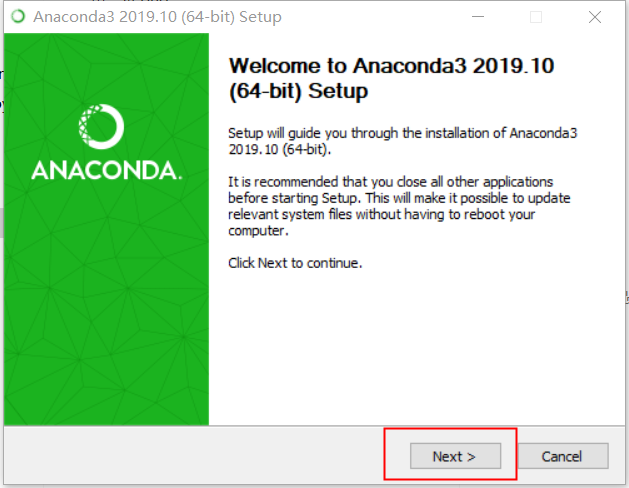 Anaconda3 2019.10 (64-bit) Setup
ANACONDA.
Welcome to Anaconda3 2019.10
(64-bit) Setup
Setup will guide you through the installation of Anaconda3
2019.10 (64-bit).
It is recommended that you close all other applications
before starting Setup. This will make it possible to update
relevant system files without having to reboot your
computer.
Click Next to continue.
Next >
Cancel